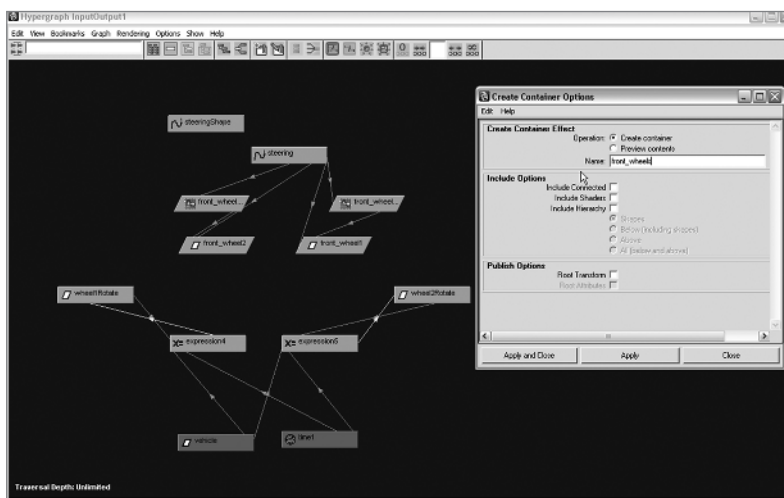 Hypergraph InputOutput1
Edit View Bookmarks Graph Rendering Options Show Help
steeringShape
steering
front_wheel...
front_wheel...
front_wheel2
front_wheel1
wheel1Rotate
wheel2Rotate
expression4
expression5
vehicle
time1
Traversal Depth: Unlimited
Create Container Options
Edit Help
Create Container Effect
Operation: Create container
Preview contents
Name: front_wheels
Include Options
Include Connected
Include Shaders
Include Hierarchy
Shapes
Below (including shapes)
Above
All (below and above)
Publish Options
Root Transform
Root Attributes
Apply and Close
Apply
Close